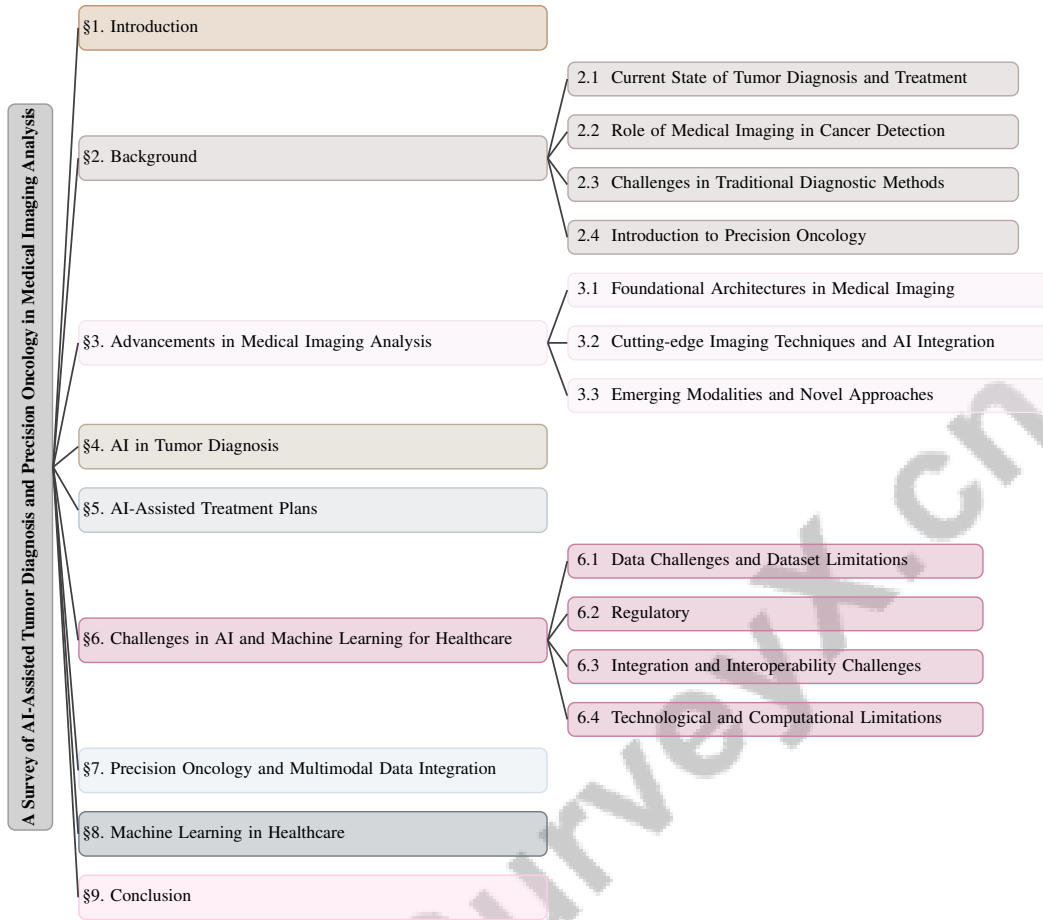 A Survey of AI-Assisted Tumor Diagnosis and Precision Oncology in Medical Imaging Analysis
§1. Introduction
§2. Background
2.1 Current State of Tumor Diagnosis and Treatment
2.2 Role of Medical Imaging in Cancer Detection
2.3 Challenges in Traditional Diagnostic Methods
2.4 Introduction to Precision Oncology
§3. Advancements in Medical Imaging Analysis
3.1 Foundational Architectures in Medical Imaging
3.2 Cutting-edge Imaging Techniques and AI Integration
3.3 Emerging Modalities and Novel Approaches
§4. AI in Tumor Diagnosis
§5. AI-Assisted Treatment Plans
§6. Challenges in AI and Machine Learning for Healthcare
6.1 Data Challenges and Dataset Limitations
6.2 Regulatory
6.3 Integration and Interoperability Challenges
6.4 Technological and Computational Limitations
§7. Precision Oncology and Multimodal Data Integration
§8. Machine Learning in Healthcare
§9. Conclusion
urveyx.cn